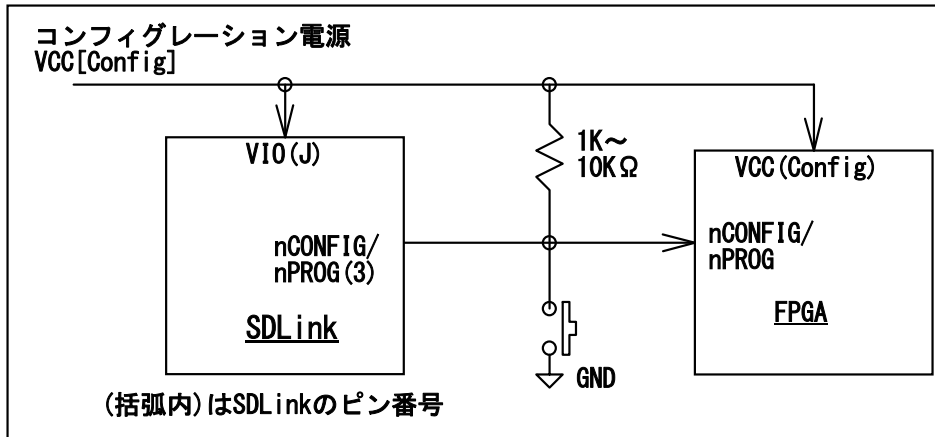 コンフィグレーション電源
VCC[Config]
VIO(J)
1K～
10KΩ
VCC(Config)
nCONFIG/
nPROG(3)
nCONFIG/
nPROG
SDLink
FPGA
GND
(括弧内)はSDLinkのピン番号